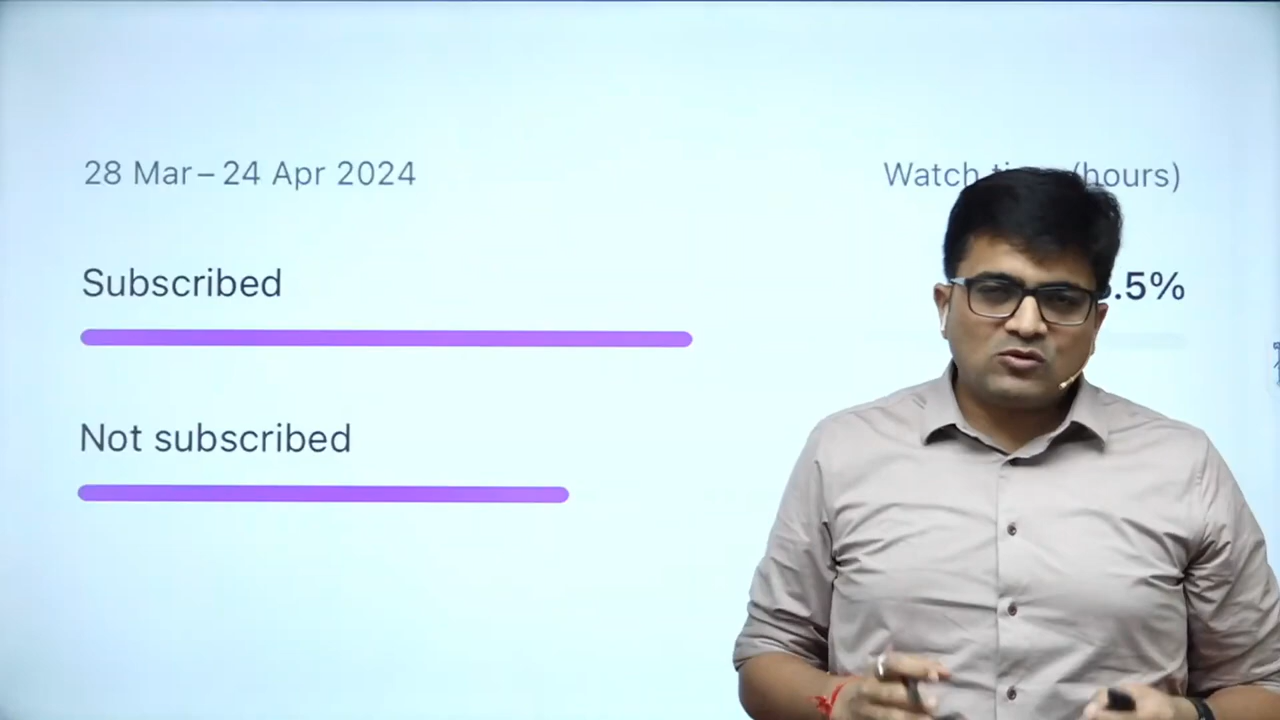 28 Mar – 24 Apr 2024
Watch (hours)
Subscribed
.5%
Not subscribed